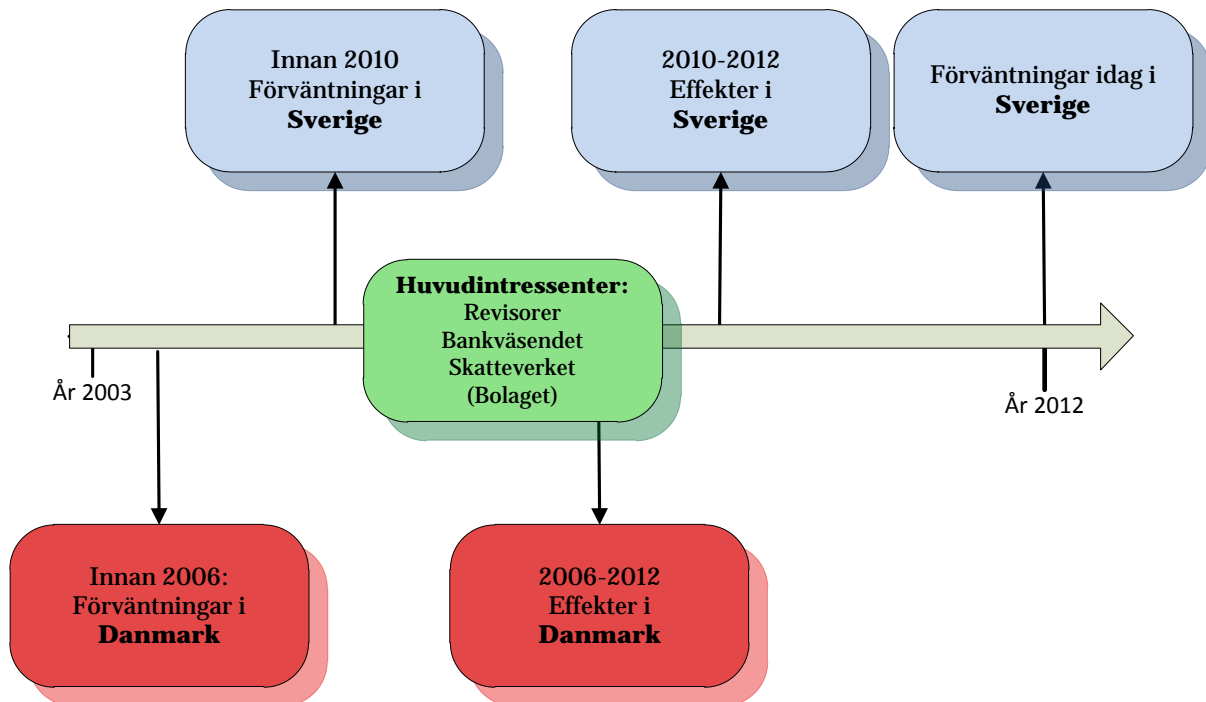 Innan 2010
Förväntningar i
Sverige
2010-2012
Effekter i
Sverige
Förväntningar idag i
Sverige
Huvudintressenter:
Revisorer
Bankväsendet
Skatteverket
(Bolaget)
År 2003
År 2012
Innan 2006:
Förväntningar i
Danmark
2006-2012
Effekter i
Danmark